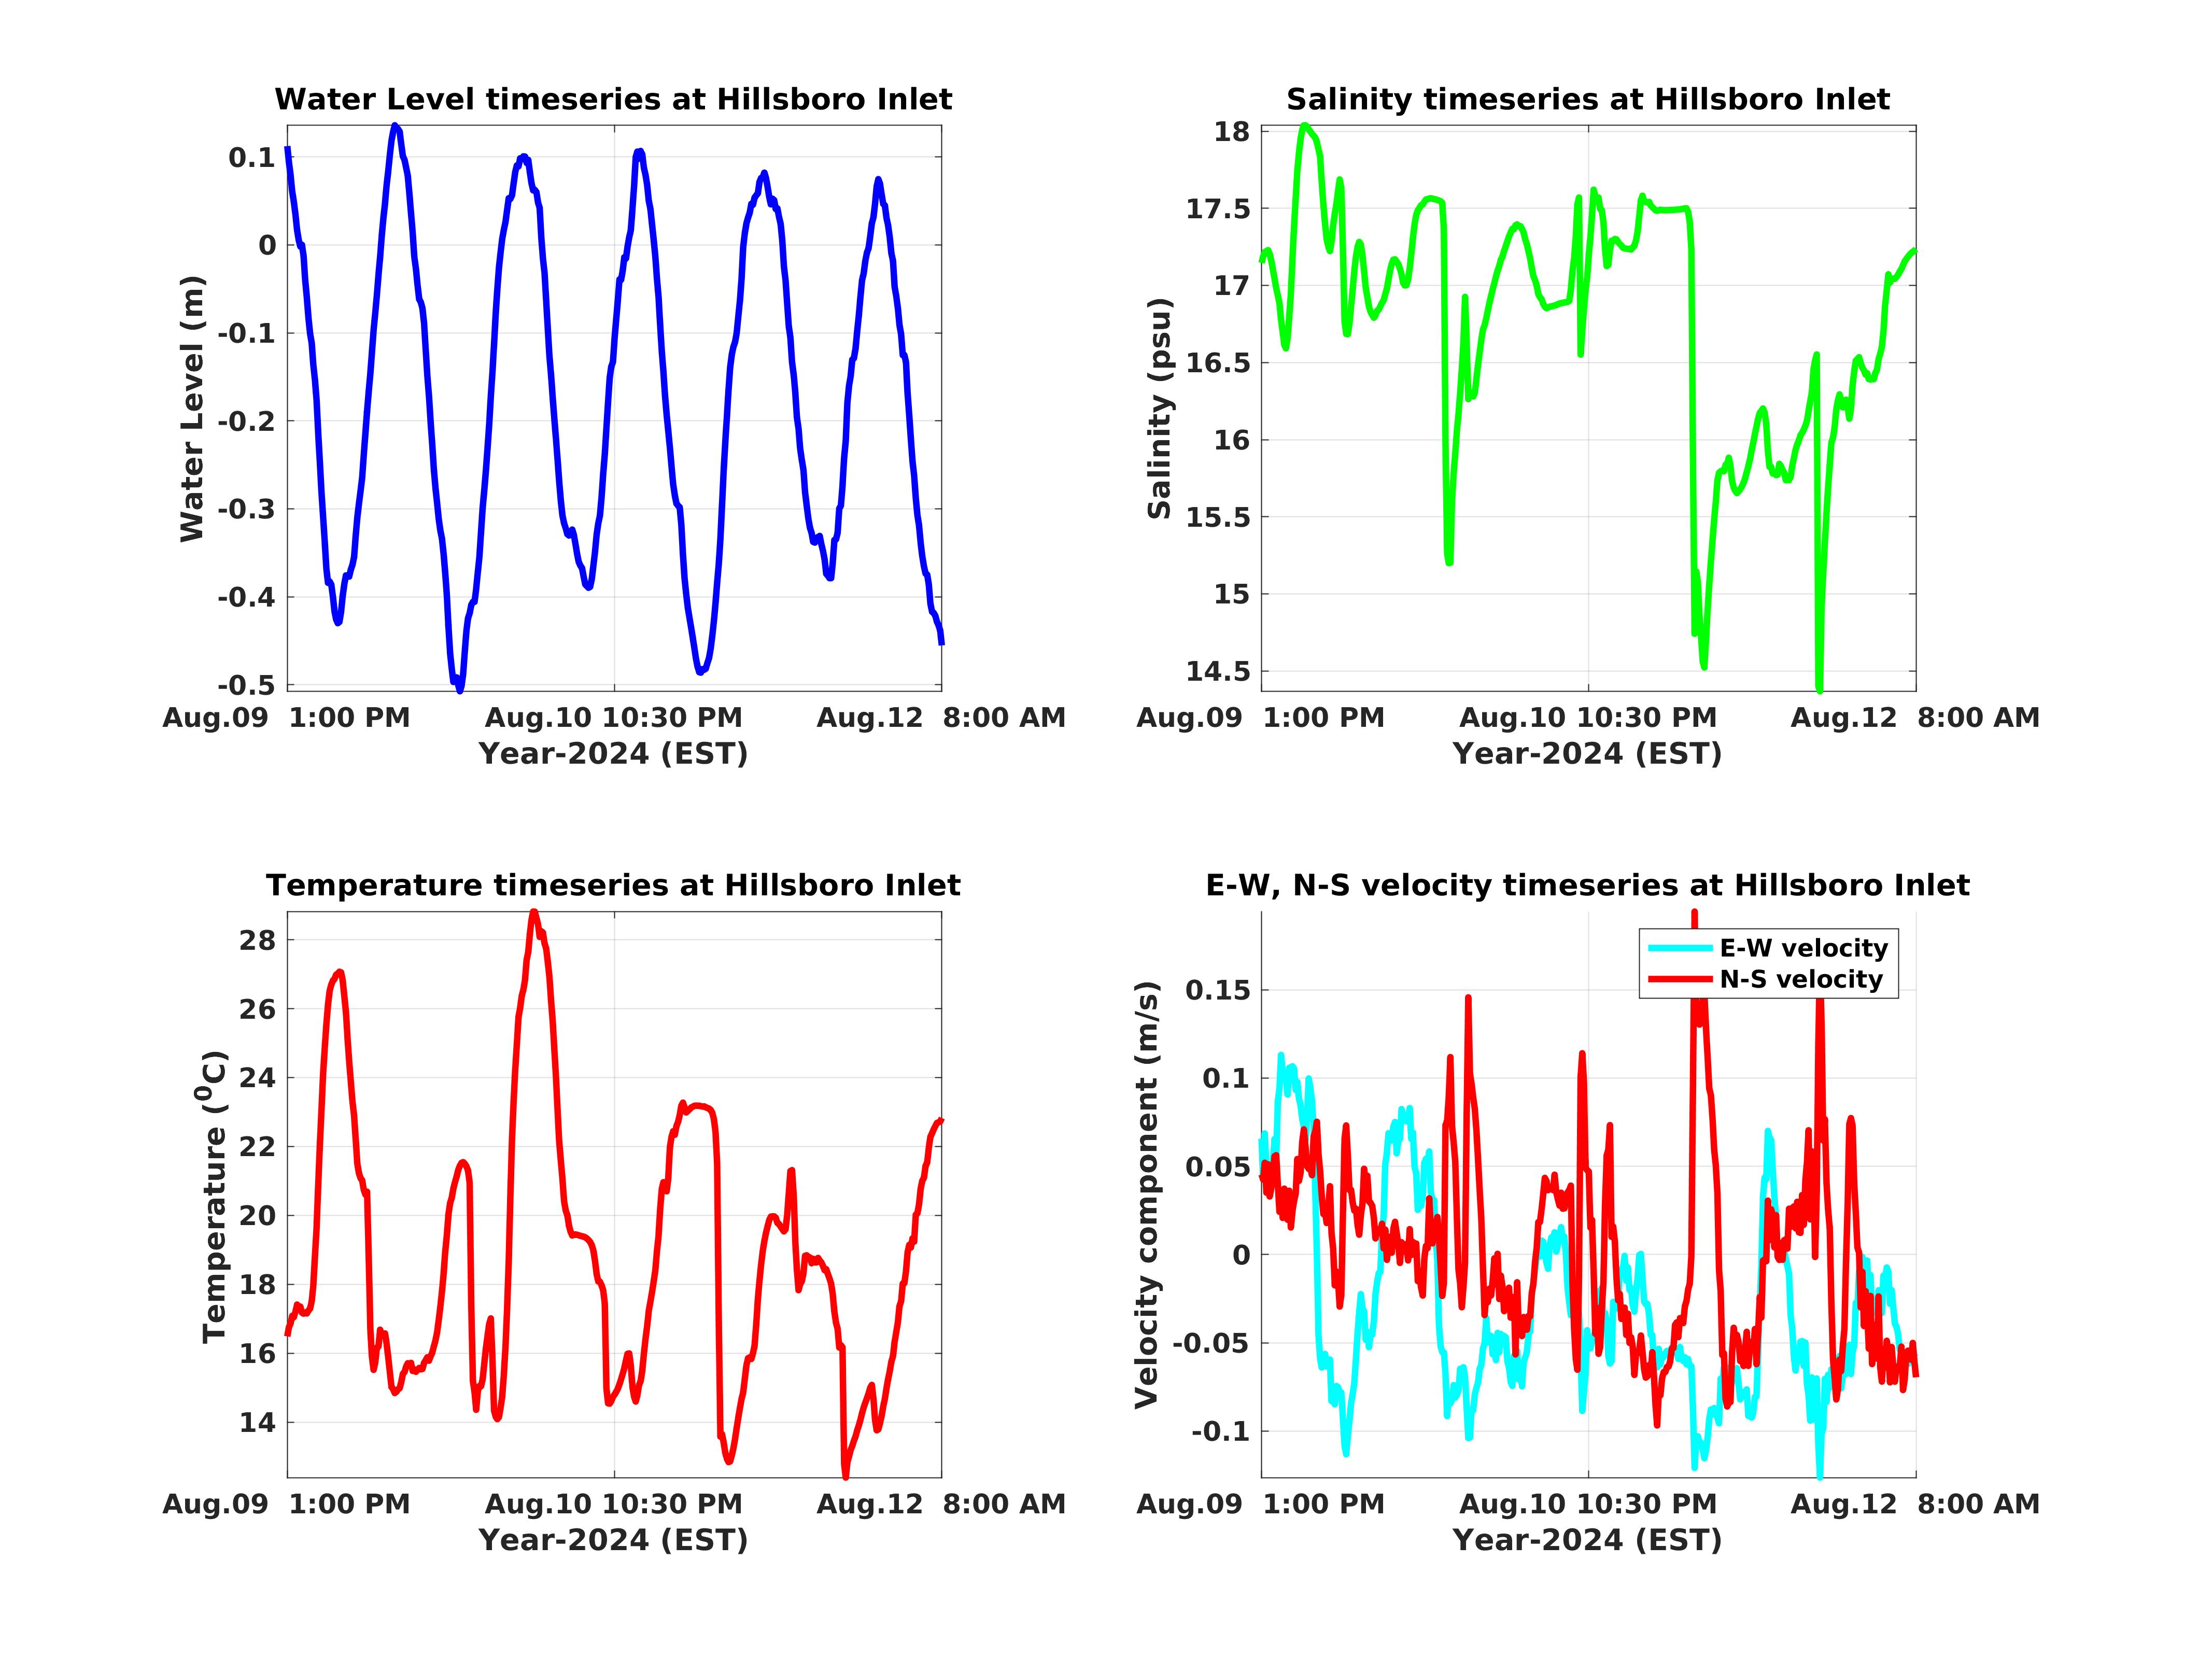 Water Level timeseries at Hillsboro Inlet
0.1
0
-0.1
-0.2
-0.3
-0.4
-0.5
Water Level (m)
Aug.09 1:00 PM
Aug.10 10:30 PM
Aug.12 8:00 AM
Year-2024 (EST)
Salinity timeseries at Hillsboro Inlet
18
17.5
17
16.5
16
15.5
15
14.5
Salinity (psu)
Aug.09 1:00 PM
Aug.10 10:30 PM
Aug.12 8:00 AM
Year-2024 (EST)
Temperature timeseries at Hillsboro Inlet
28
26
24
22
20
18
16
14
Temperature (⁰C)
Aug.09 1:00 PM
Aug.10 10:30 PM
Aug.12 8:00 AM
Year-2024 (EST)
E-W, N-S velocity timeseries at Hillsboro Inlet
E-W velocity
N-S velocity
0.15
0.1
0.05
0
-0.05
-0.1
Velocity component (m/s)
Aug.09 1:00 PM
Aug.10 10:30 PM
Aug.12 8:00 AM
Year-2024 (EST)